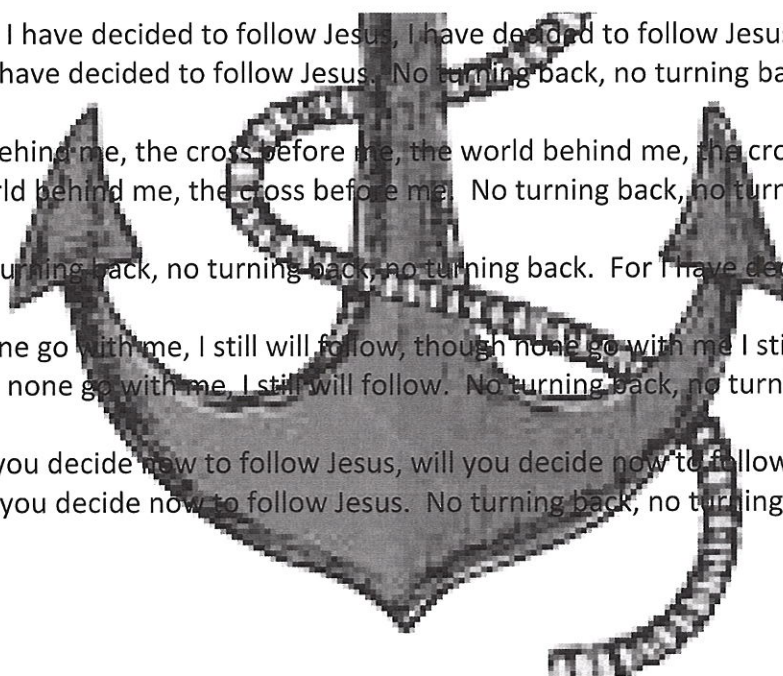 I have decided to follow Jesus, I have decided to follow Jesu
have decided to follow Jesus. No turning back, no turning ba
ehind me, the cross before me, the world behind me, the cro
rld behind me, the cross before me. No turning back, no turn
urning back, no turning back, no turning back. For I have de
ne go with me, I still will follow, though none go with me I sti
none go with me, I still will follow. No turning back, no turn
you decide now to follow Jesus, will you decide now to follow
you decide now to follow Jesus. No turning back, no turning